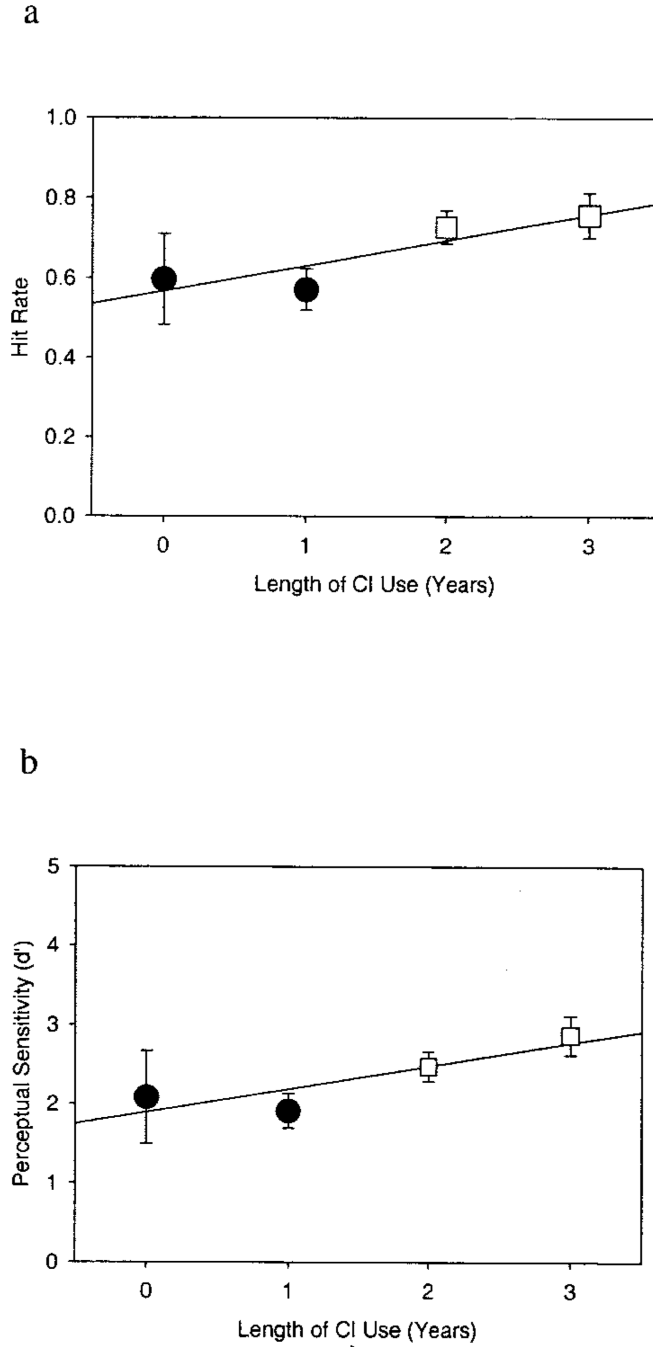 a
1.0
0.8
0.6
0.4
0.2
0.0
Hit Rate
0 1 2 3
Length of CI Use (Years)
b
5
4
3
2
1
0
Perceptual Sensitivity (d')
0 1 2 3
Length of CI Use (Years)